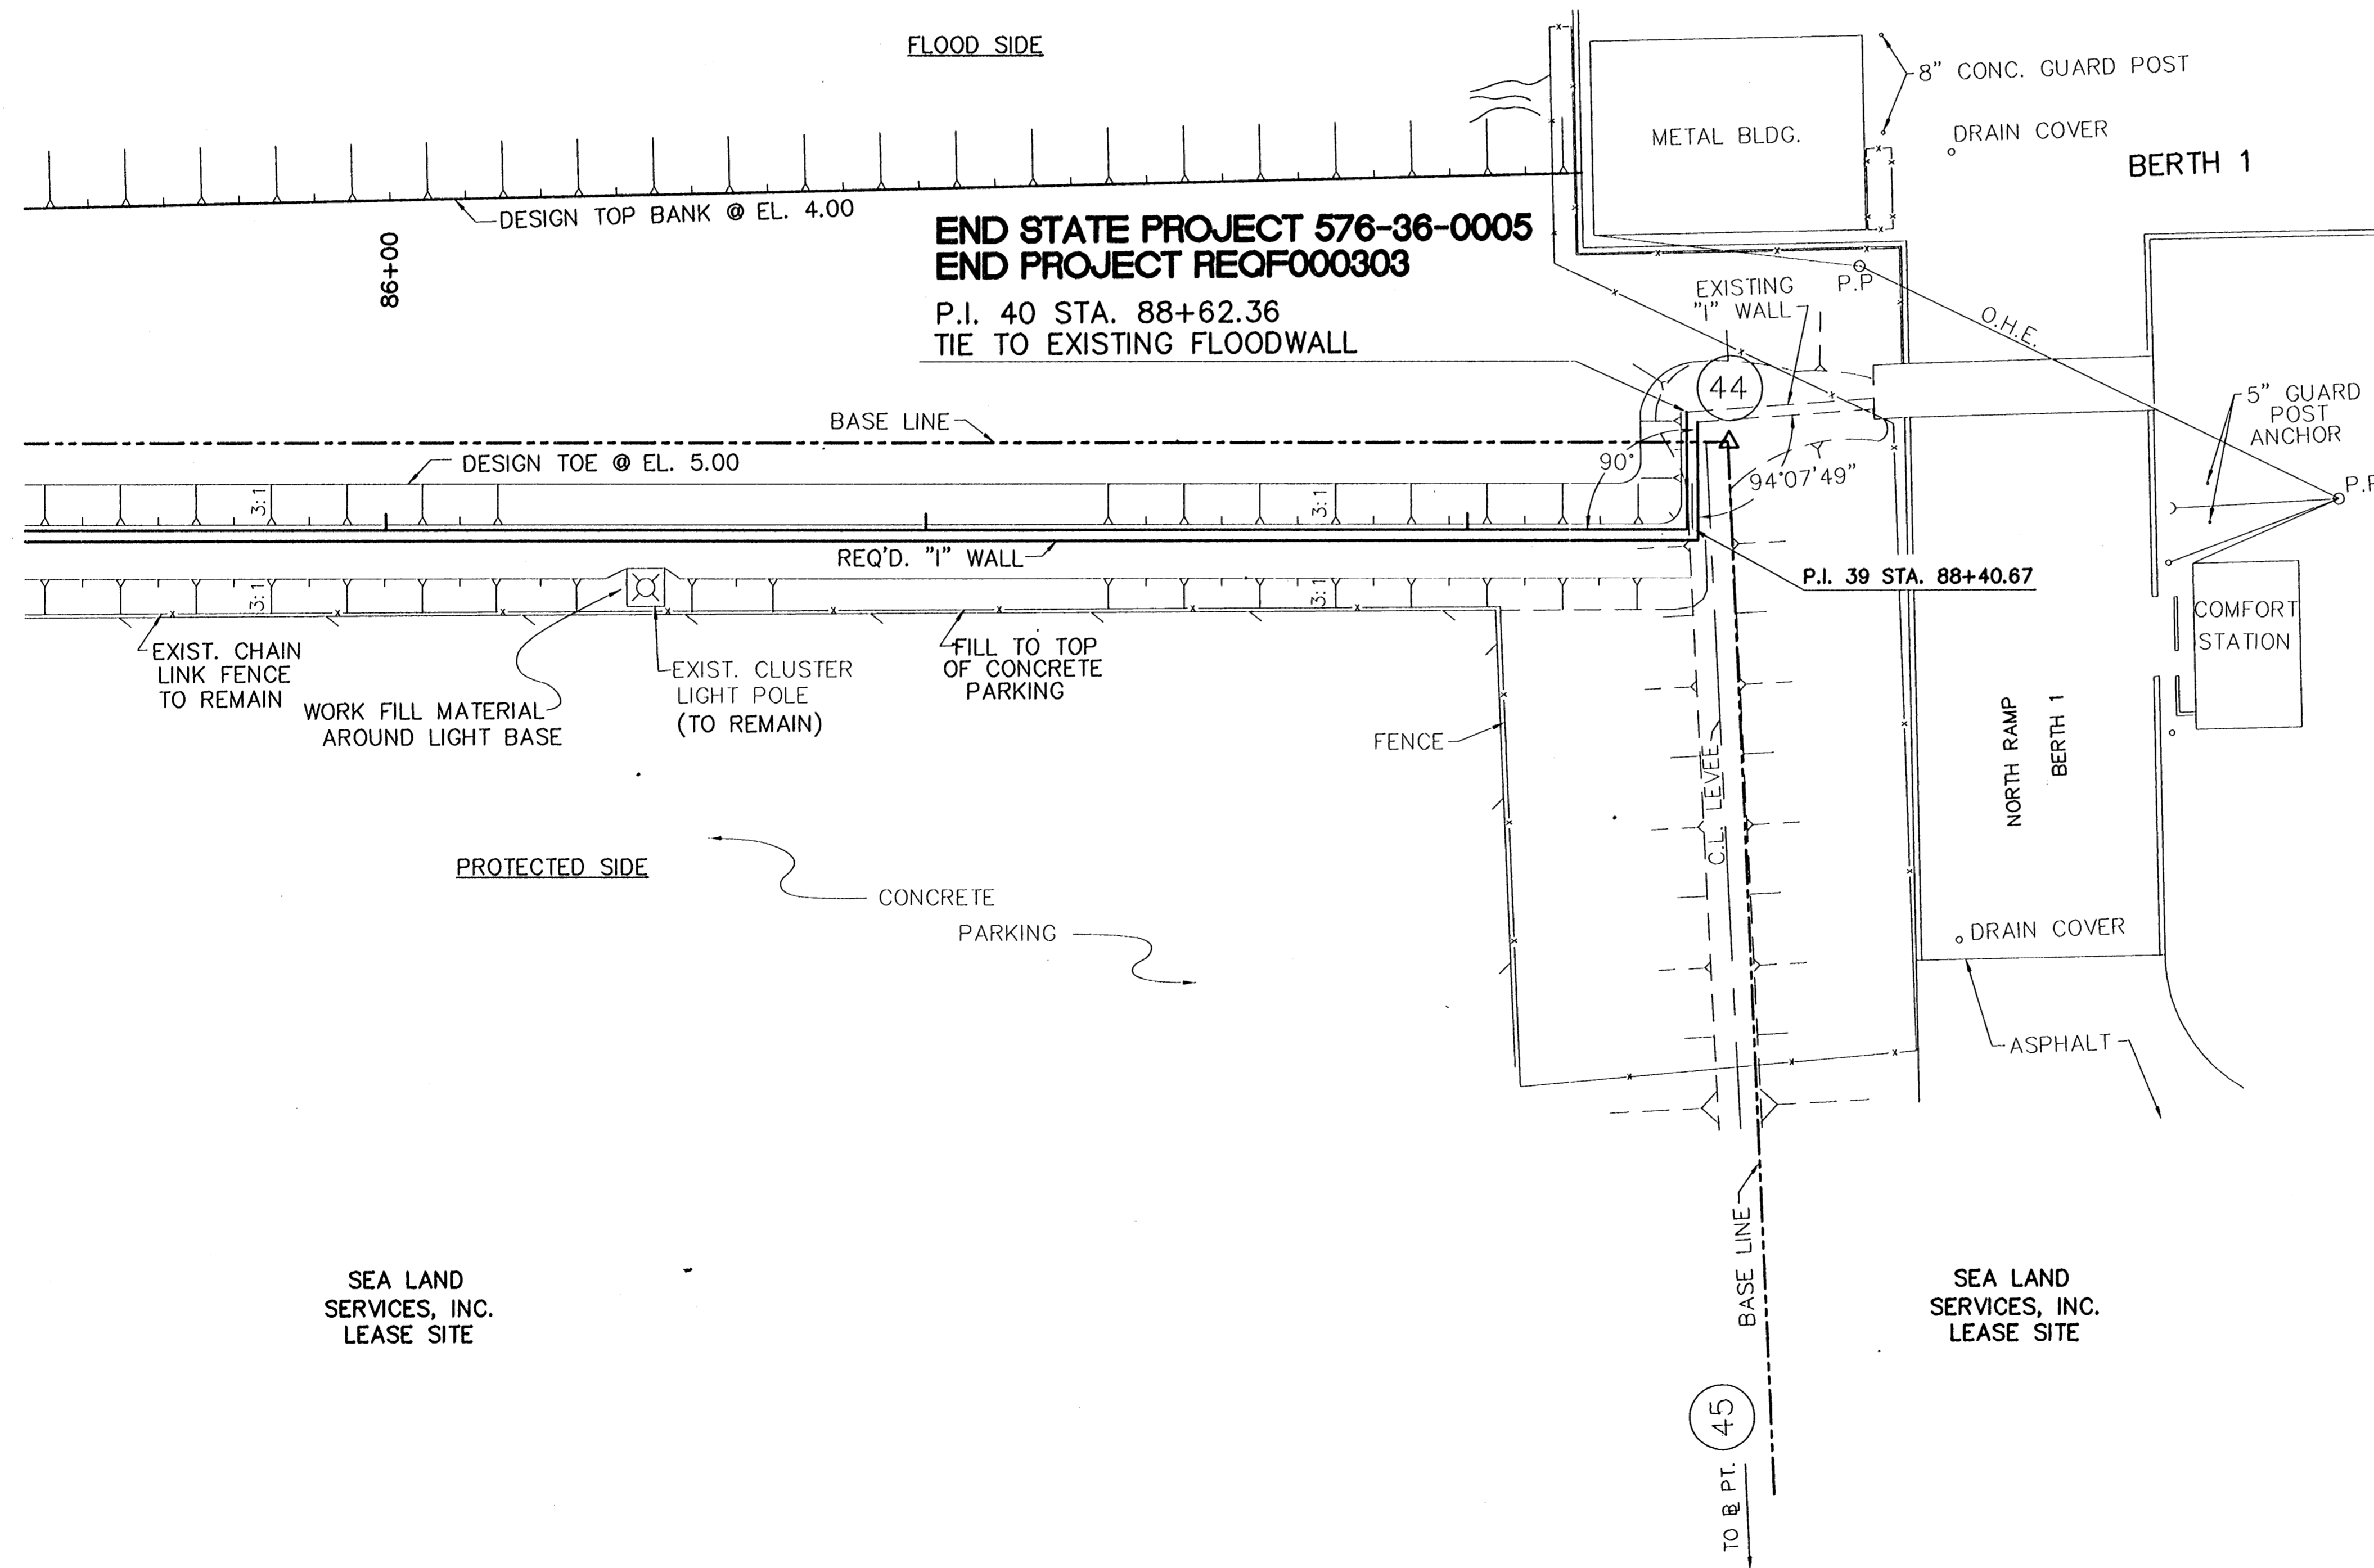 FLOOD SIDE
8" CONC. GUARD POST
METAL BLDG.
DRAIN COVER
BERTH 1
DESIGN TOP BANK @ EL. 4.00
86+00
END STATE PROJECT 576-36-0005
END PROJECT REQF000303
P.I. 40 STA. 88+62.36
TIE TO EXISTING FLOODWALL
EXISTING
"I" WALL
P.P
O.H.E.
44
5" GUARD
POST
ANCHOR
BASE LINE
DESIGN TOE @ EL. 5.00
90°
94°07'49"
P.P
3:1
3:1
REQ'D. "I" WALL
P.I. 39 STA. 88+40.67
3:1
3:1
COMFORT
STATION
EXIST. CHAIN
LINK FENCE
TO REMAIN
WORK FILL MATERIAL
AROUND LIGHT BASE
EXIST. CLUSTER
LIGHT POLE
(TO REMAIN)
FILL TO TOP
OF CONCRETE
PARKING
FENCE
C.L. LEVEE
NORTH RAMP
BERTH 1
PROTECTED SIDE
CONCRETE
PARKING
DRAIN COVER
ASPHALT
BASE LINE
SEA LAND
SERVICES, INC.
LEASE SITE
SEA LAND
SERVICES, INC.
LEASE SITE
45
TO BL PT.